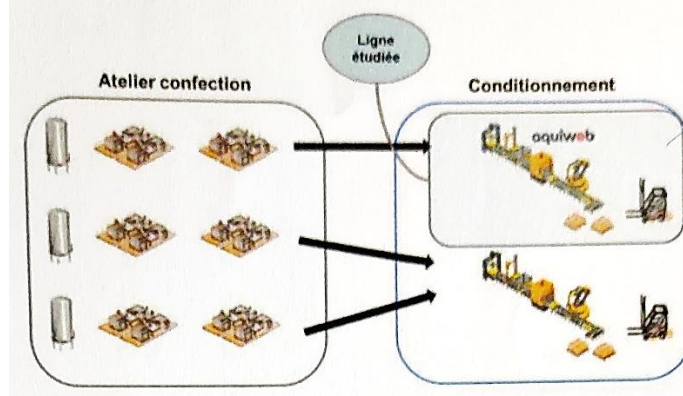 Ligne
étudiée
Atelier confection
Conditionnement
aquiweb